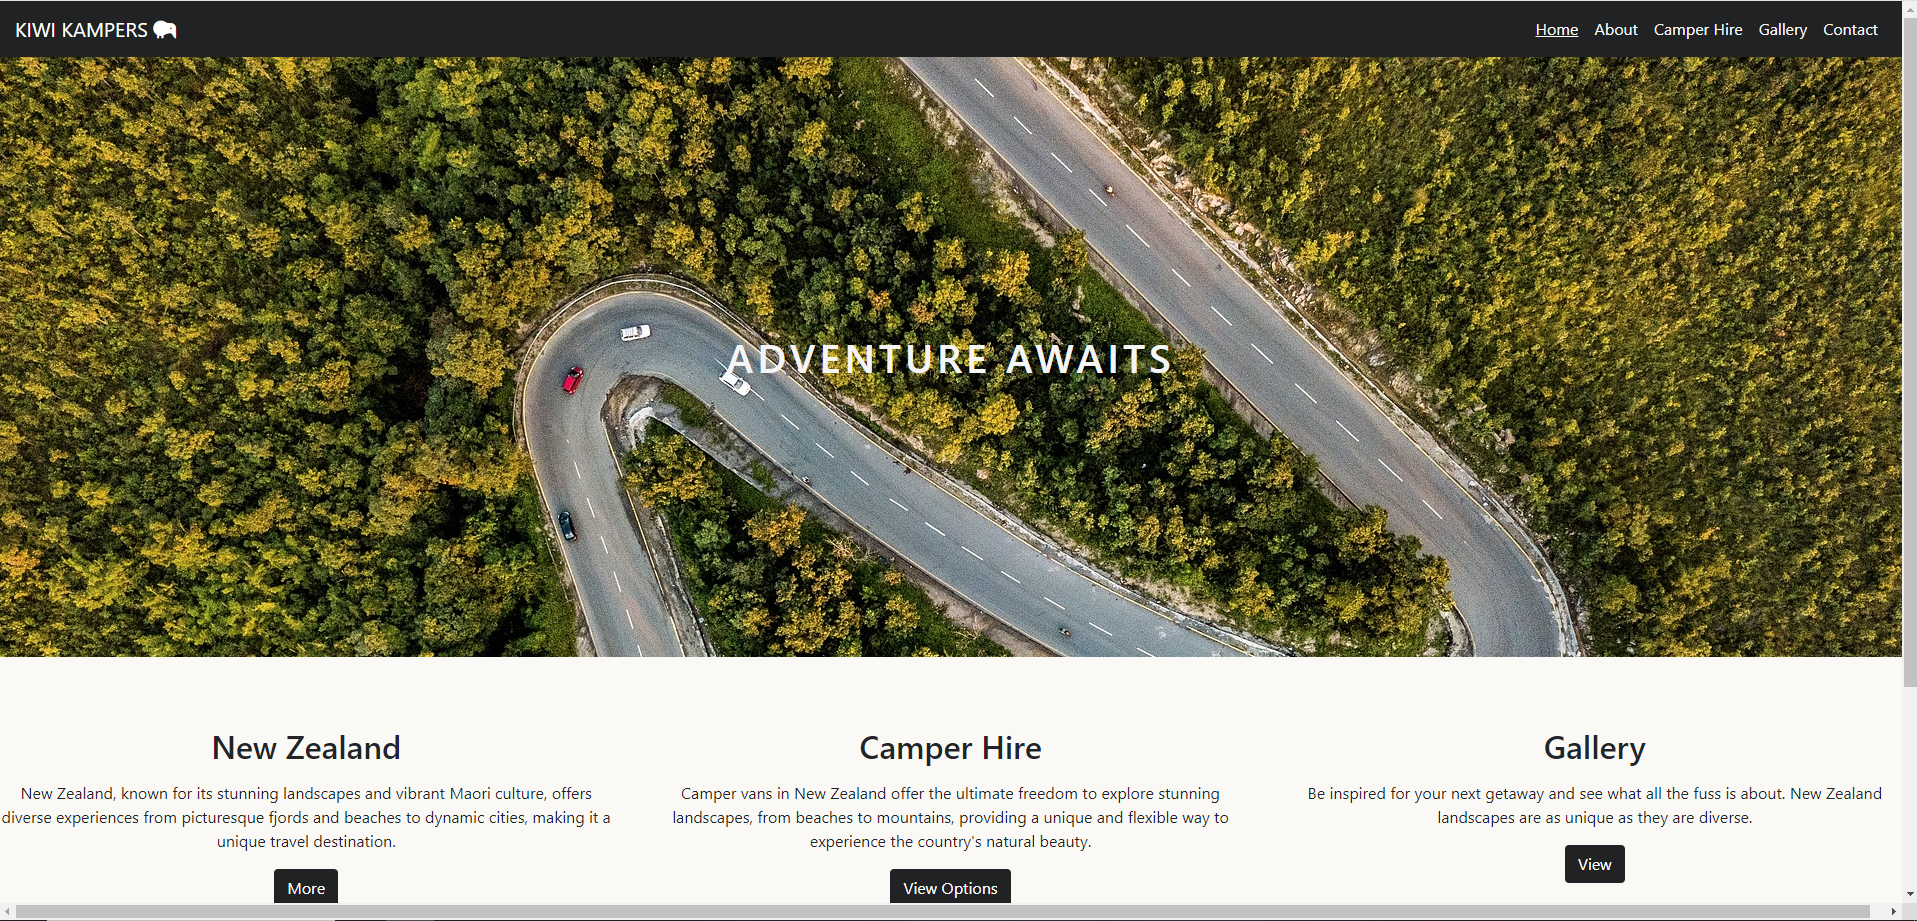 KIWI KAMPERS
Home About Camper Hire Gallery Contact
ADVENTURE AWAITS
New Zealand
New Zealand, known for its stunning landscapes and vibrant Maori culture, offers
diverse experiences from picturesque fjords and beaches to dynamic cities, making it a
unique travel destination.
More
Camper Hire
Camper vans in New Zealand offer the ultimate freedom to explore stunning
landscapes, from beaches to mountains, providing a unique and flexible way to
experience the country's natural beauty.
View Options
Gallery
Be inspired for your next getaway and see what all the fuss is about. New Zealand
landscapes are as unique as they are diverse.
View